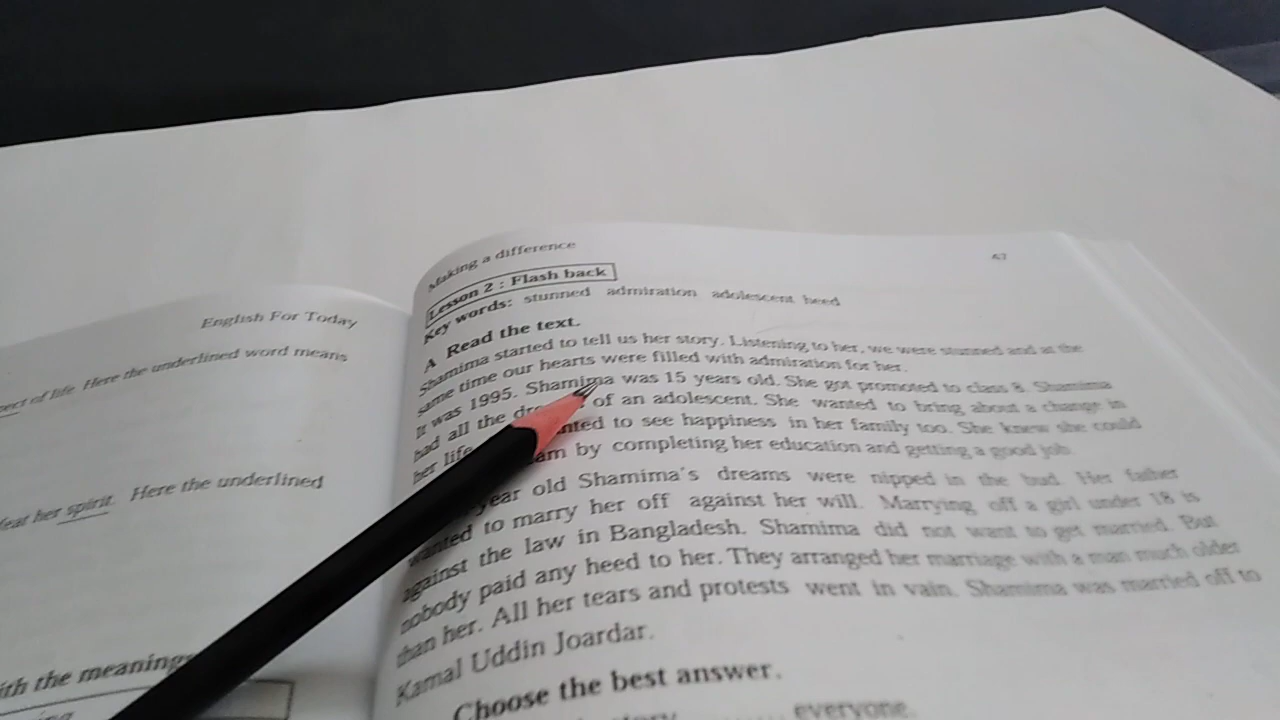 English For Today
ect of life. Here the underlined word means
fear her spirit. Here the underlined
ith the meanings
Making a difference
Lesson 2 : Flash back
Key words: stunned admiration adolescent heed
A Read the text.
Shamima started to tell us her story. Listening to her, we were stunned and at the
same time our hearts were filled with admiration for her.
It was 1995. Shamima was 15 years old. She got promoted to class 8. Shamima
had all the of an adolescent. She wanted to bring about a change in
her life. to see happiness in her family too. She knew she could
by completing her education and getting a good job.
year old Shamima's dreams were nipped in the bud. Her father
wanted to marry her off against her will. Marrying off a girl under 18 is
against the law in Bangladesh. Shamima did not want to get married. But
nobody paid any heed to her. They arranged her marriage with a man much older
than her. All her tears and protests went in vain. Shamima was married off to
Kamal Uddin Joardar.
Choose the best answer.
everyone.